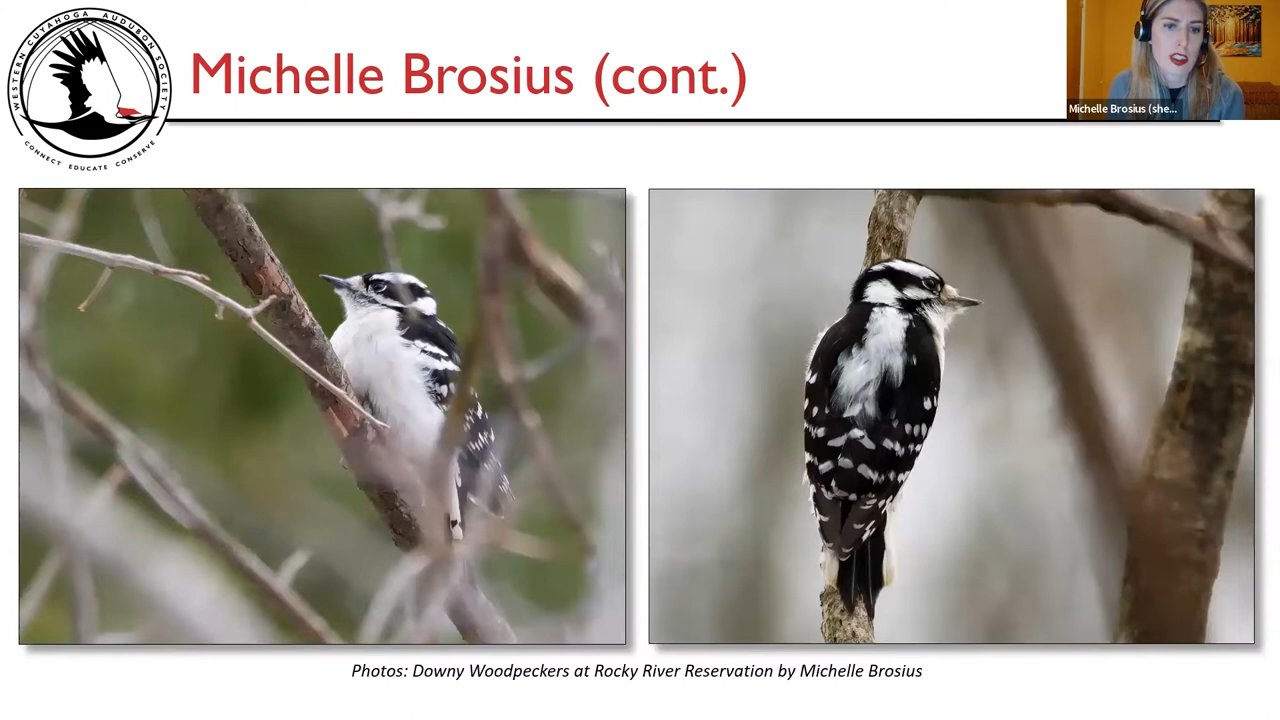 WESTERN CUYAHOGA AUDUBON SOCIETY
CONNECT EDUCATE CONSERVE
Michelle Brosius (cont.)
Michelle Brosius (she...
Photos: Downy Woodpeckers at Rocky River Reservation by Michelle Brosius